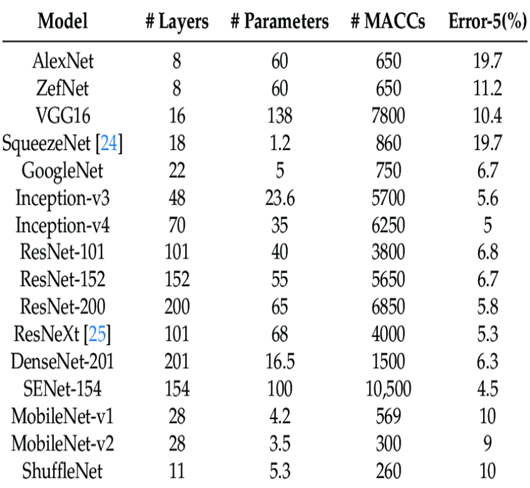 Model # Layers # Parameters # MACCs Error-5(%)
AlexNet 8 60 650 19.7
ZefNet 8 60 650 11.2
VGG16 16 138 7800 10.4
SqueezeNet [24] 18 1.2 860 19.7
GoogleNet 22 5 750 6.7
Inception-v3 48 23.6 5700 5.6
Inception-v4 70 35 6250 5
ResNet-101 101 40 3800 6.8
ResNet-152 152 55 5650 6.7
ResNet-200 200 65 6850 5.8
ResNeXt [25] 101 68 4000 5.3
DenseNet-201 201 16.5 1500 6.3
SENet-154 154 100 10,500 4.5
MobileNet-v1 28 4.2 569 10
MobileNet-v2 28 3.5 300 9
ShuffleNet 11 5.3 260 10